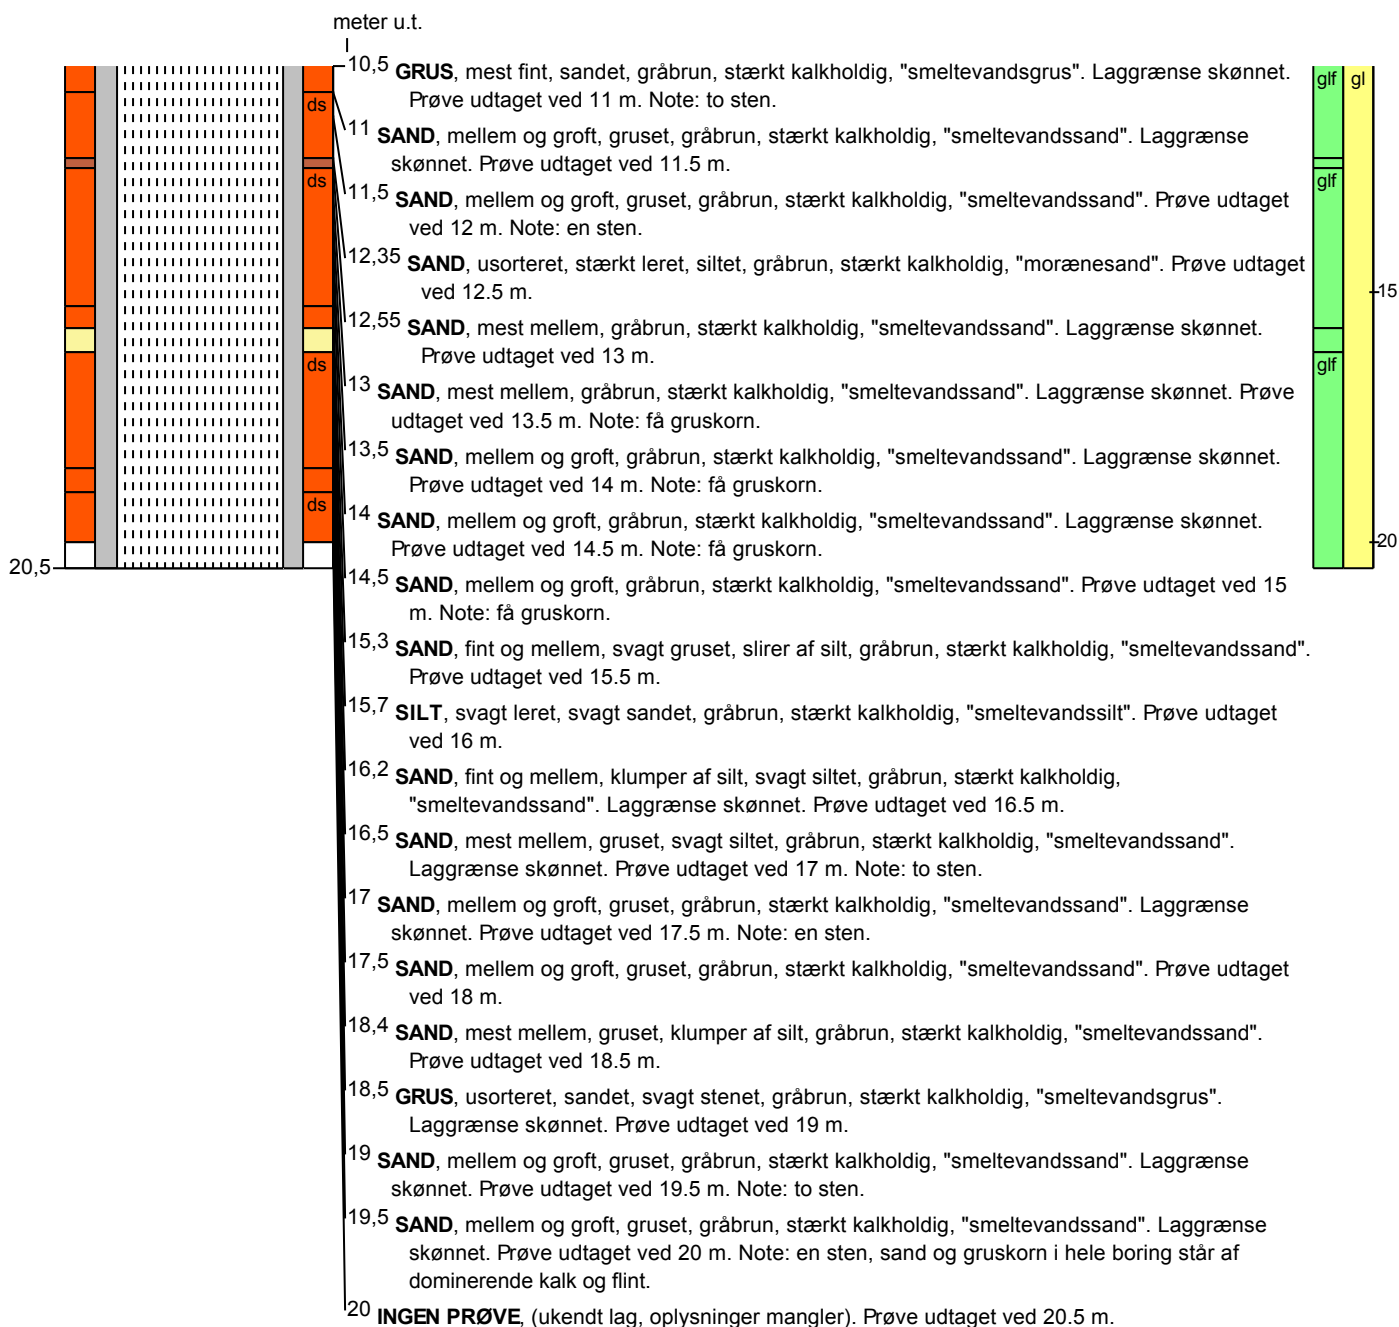 meter u.t.
10,5 GRUS, mest fint, sandet, gråbrun, stærkt kalkholdig, "smeltevandsgrus". Laggrænse skønnet.
Prøve udtaget ved 11 m. Note: to sten.
11 SAND, mellem og groft, gruset, gråbrun, stærkt kalkholdig, "smeltevandssand". Laggrænse
skønnet. Prøve udtaget ved 11.5 m.
11,5 SAND, mellem og groft, gruset, gråbrun, stærkt kalkholdig, "smeltevandssand". Prøve udtaget
ved 12 m. Note: en sten.
12,35 SAND, usorteret, stærkt leret, siltet, gråbrun, stærkt kalkholdig, "morænesand". Prøve udtaget
ved 12.5 m.
12,55 SAND, mest mellem, gråbrun, stærkt kalkholdig, "smeltevandssand". Laggrænse skønnet.
Prøve udtaget ved 13 m.
13 SAND, mest mellem, gråbrun, stærkt kalkholdig, "smeltevandssand". Laggrænse skønnet. Prøve
udtaget ved 13.5 m. Note: få gruskorn.
13,5 SAND, mellem og groft, gråbrun, stærkt kalkholdig, "smeltevandssand". Laggrænse skønnet.
Prøve udtaget ved 14 m. Note: få gruskorn.
14 SAND, mellem og groft, gråbrun, stærkt kalkholdig, "smeltevandssand". Laggrænse skønnet.
Prøve udtaget ved 14.5 m. Note: få gruskorn.
14,5 SAND, mellem og groft, gråbrun, stærkt kalkholdig, "smeltevandssand". Prøve udtaget ved 15
m. Note: få gruskorn.
15,3 SAND, fint og mellem, svagt gruset, slirer af silt, gråbrun, stærkt kalkholdig, "smeltevandssand".
Prøve udtaget ved 15.5 m.
15,7 SILT, svagt leret, svagt sandet, gråbrun, stærkt kalkholdig, "smeltevandssilt". Prøve udtaget
ved 16 m.
16,2 SAND, fint og mellem, klumper af silt, svagt siltet, gråbrun, stærkt kalkholdig,
"smeltevandssand". Laggrænse skønnet. Prøve udtaget ved 16.5 m.
16,5 SAND, mest mellem, gruset, svagt siltet, gråbrun, stærkt kalkholdig, "smeltevandssand".
Laggrænse skønnet. Prøve udtaget ved 17 m. Note: to sten.
17 SAND, mellem og groft, gruset, gråbrun, stærkt kalkholdig, "smeltevandssand". Laggrænse
skønnet. Prøve udtaget ved 17.5 m. Note: en sten.
17,5 SAND, mellem og groft, gruset, gråbrun, stærkt kalkholdig, "smeltevandssand". Prøve udtaget
ved 18 m.
18,4 SAND, mest mellem, gruset, klumper af silt, gråbrun, stærkt kalkholdig, "smeltevandssand".
Prøve udtaget ved 18.5 m.
18,5 GRUS, usorteret, sandet, svagt stenet, gråbrun, stærkt kalkholdig, "smeltevandsgrus".
Laggrænse skønnet. Prøve udtaget ved 19 m.
19 SAND, mellem og groft, gruset, gråbrun, stærkt kalkholdig, "smeltevandssand". Laggrænse
skønnet. Prøve udtaget ved 19.5 m. Note: to sten.
19,5 SAND, mellem og groft, gruset, gråbrun, stærkt kalkholdig, "smeltevandssand". Laggrænse
skønnet. Prøve udtaget ved 20 m. Note: en sten, sand og gruskorn i hele boring står af
dominerende kalk og flint.
20 INGEN PRØVE, (ukendt lag, oplysninger mangler). Prøve udtaget ved 20.5 m.
ds
ds
ds
ds
20,5
glf gl
glf
glf
15
20